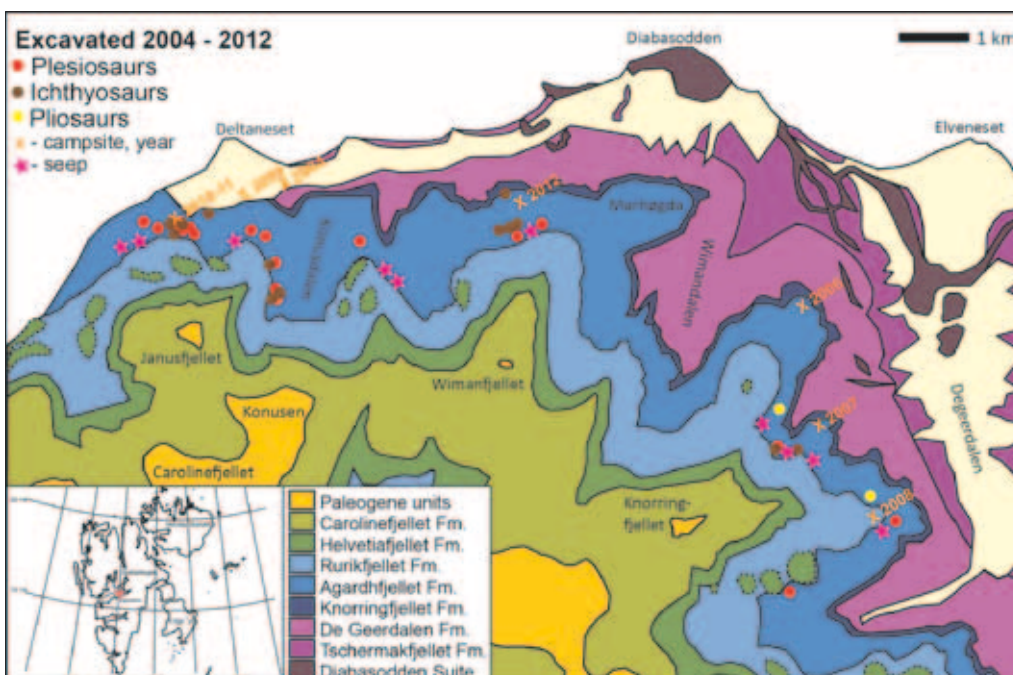 Excavated 2004 - 2012
Plesiosaurs
Ichthyosaurs
Pliosaurs
x - campsite, year
- seep
1 km
Diabasodden
Deltaneset
Elveneset
X 2012
Marhøgda
Wimandalen
X 2006
Janusfjellet
Wimanfjellet
Konusen
X 2007
Degeerdalen
Carolinefjellet
Knorring-
fjellet
X 2008
Paleogene units
Carolinefjellet Fm.
Helvetiafjellet Fm.
Rurikfjellet Fm.
Agardhfjellet Fm.
Knorringfjellet Fm.
De Geerdalen Fm.
Tschermakfjellet Fm.
Diabasodden Suite